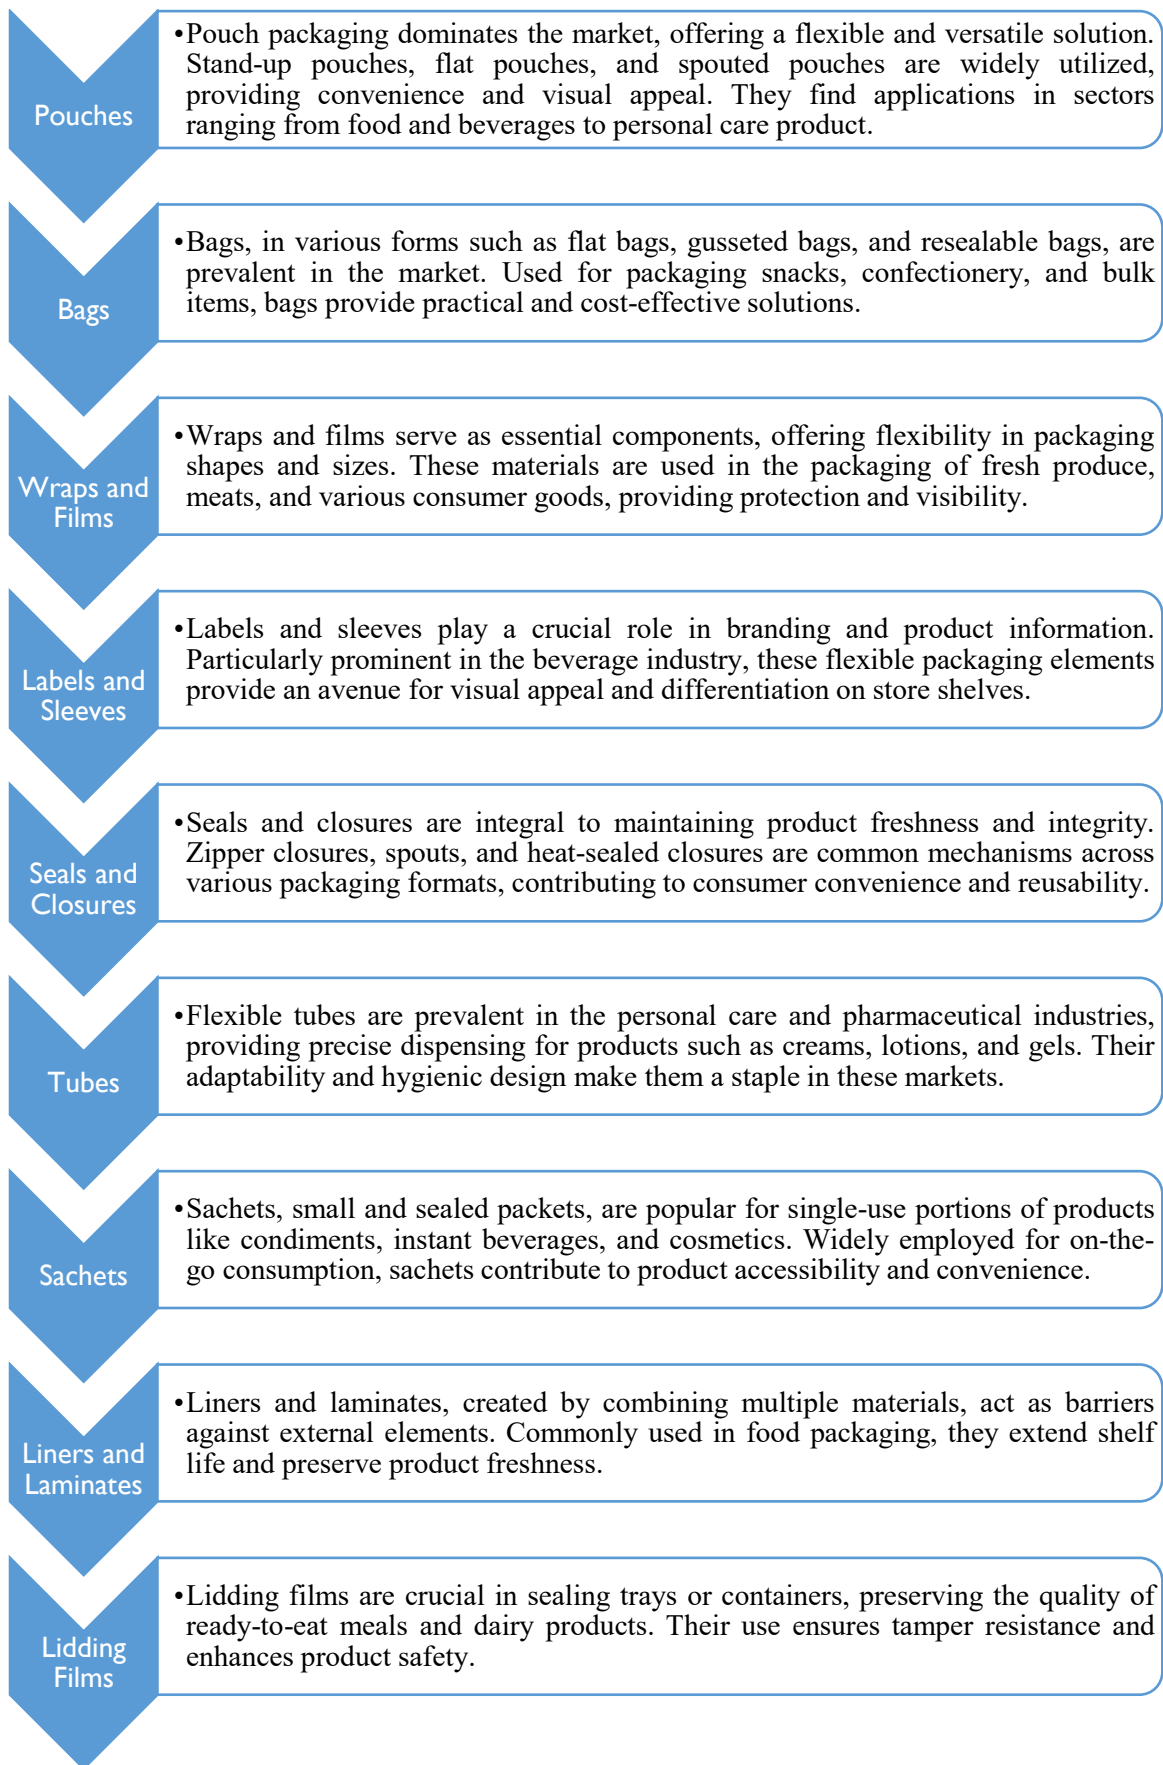 Pouches
•Pouch packaging dominates the market, offering a flexible and versatile solution.
Stand-up pouches, flat pouches, and spouted pouches are widely utilized,
providing convenience and visual appeal. They find applications in sectors
ranging from food and beverages to personal care product.
Bags
•Bags, in various forms such as flat bags, gusseted bags, and resealable bags, are
prevalent in the market. Used for packaging snacks, confectionery, and bulk
items, bags provide practical and cost-effective solutions.
Wraps and
Films
•Wraps and films serve as essential components, offering flexibility in packaging
shapes and sizes. These materials are used in the packaging of fresh produce,
meats, and various consumer goods, providing protection and visibility.
Labels and
Sleeves
•Labels and sleeves play a crucial role in branding and product information.
Particularly prominent in the beverage industry, these flexible packaging elements
provide an avenue for visual appeal and differentiation on store shelves.
Seals and
Closures
•Seals and closures are integral to maintaining product freshness and integrity.
Zipper closures, spouts, and heat-sealed closures are common mechanisms across
various packaging formats, contributing to consumer convenience and reusability.
Tubes
•Flexible tubes are prevalent in the personal care and pharmaceutical industries,
providing precise dispensing for products such as creams, lotions, and gels. Their
adaptability and hygienic design make them a staple in these markets.
Sachets
•Sachets, small and sealed packets, are popular for single-use portions of products
like condiments, instant beverages, and cosmetics. Widely employed for on-the-
go consumption, sachets contribute to product accessibility and convenience.
Liners and
Laminates
•Liners and laminates, created by combining multiple materials, act as barriers
against external elements. Commonly used in food packaging, they extend shelf
life and preserve product freshness.
Lidding
Films
•Lidding films are crucial in sealing trays or containers, preserving the quality of
ready-to-eat meals and dairy products. Their use ensures tamper resistance and
enhances product safety.